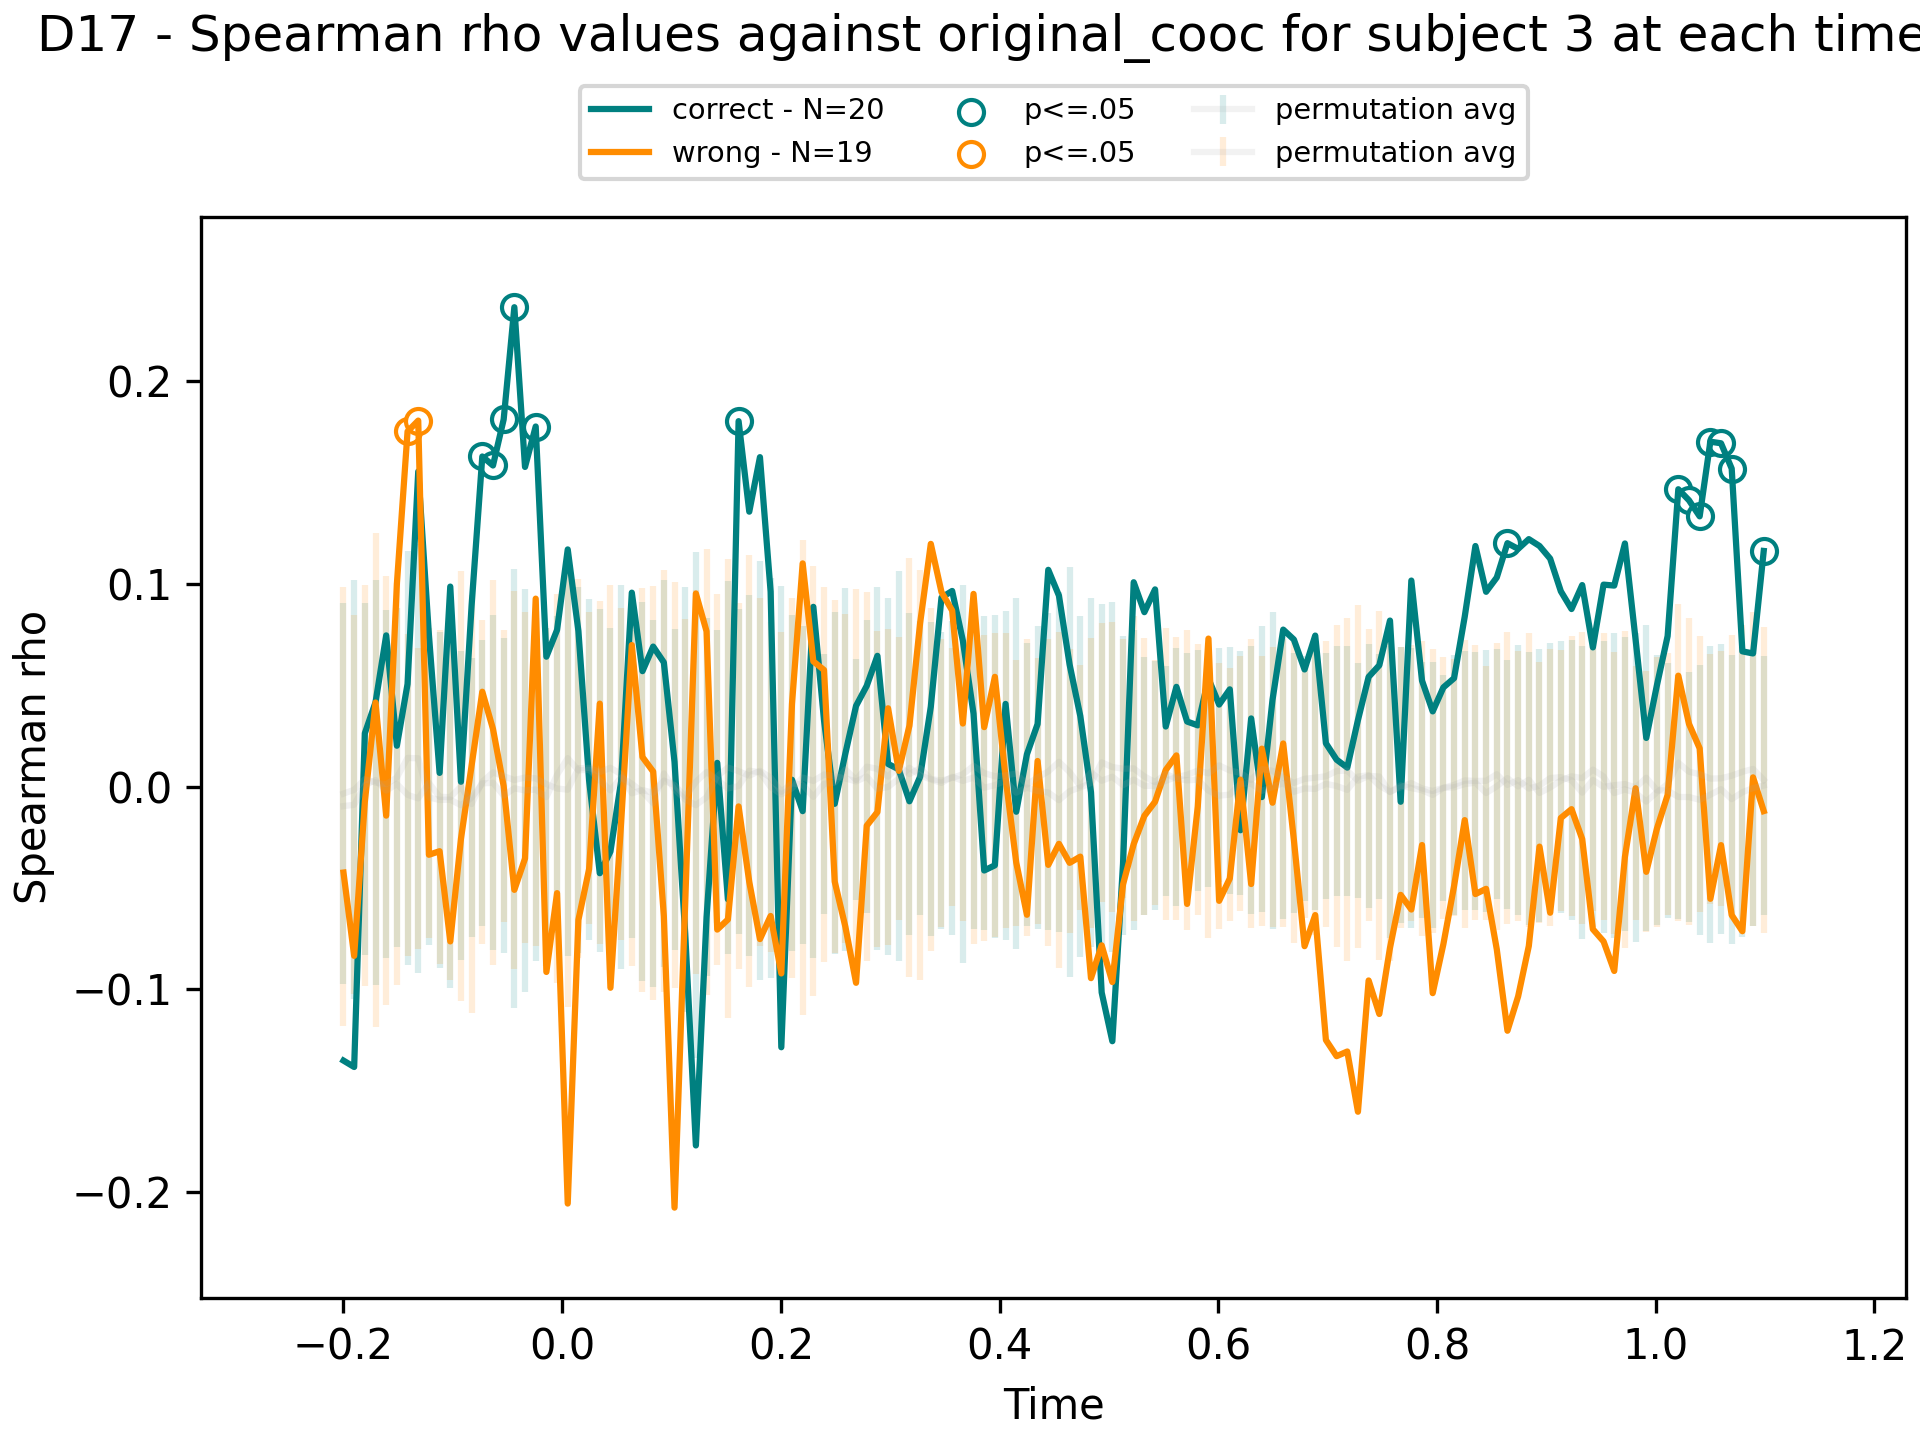 D17 - Spearman rho values against original_cooc for subject 3 at each time
correct - N=20
wrong - N=19
p<=.05
p<=.05
permutation avg
permutation avg
Spearman rho
0.2
0.1
0.0
−0.1
−0.2
−0.2 0.0 0.2 0.4 0.6 0.8 1.0 1.2
Time